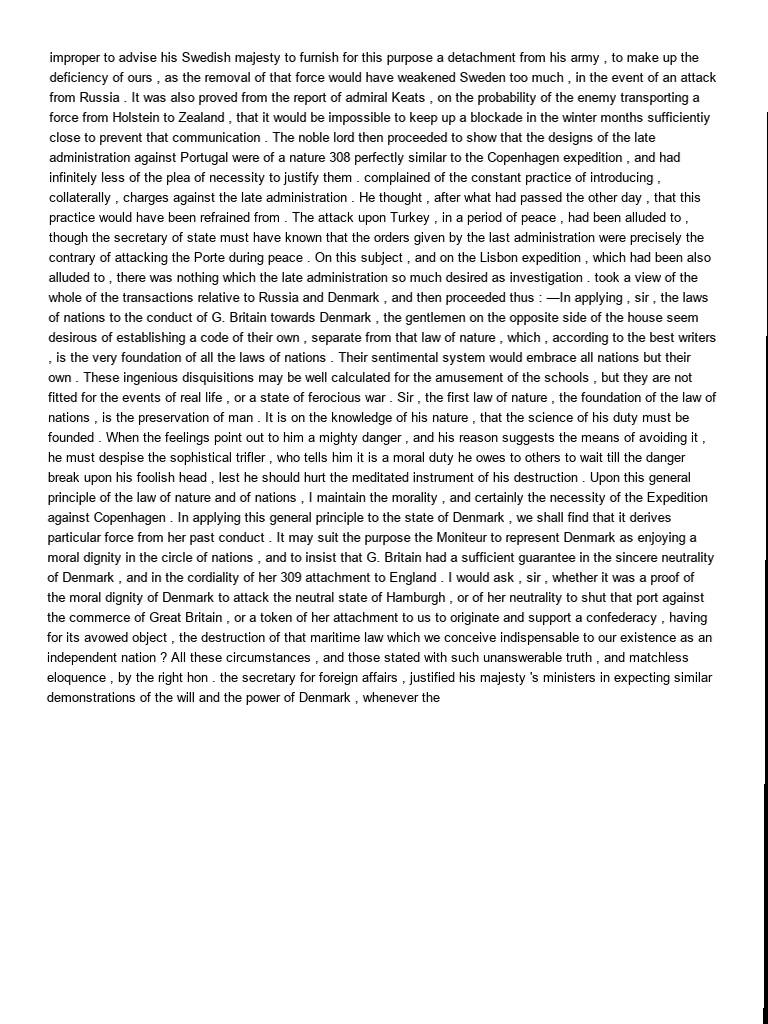 improper to advise his Swedish majesty to furnish for this purpose a detachment from his army , to make up the
deficiency of ours , as the removal of that force would have weakened Sweden too much , in the event of an attack
from Russia . It was also proved from the report of admiral Keats , on the probability of the enemy transporting a
force from Holstein to Zealand , that it would be impossible to keep up a blockade in the winter months sufficientiy
close to prevent that communication . The noble lord then proceeded to show that the designs of the late
administration against Portugal were of a nature 308 perfectly similar to the Copenhagen expedition , and had
infinitely less of the plea of necessity to justify them . complained of the constant practice of introducing ,
collaterally , charges against the late administration . He thought , after what had passed the other day , that this
practice would have been refrained from . The attack upon Turkey , in a period of peace , had been alluded to ,
though the secretary of state must have known that the orders given by the last administration were precisely the
contrary of attacking the Porte during peace . On this subject , and on the Lisbon expedition , which had been also
alluded to , there was nothing which the late administration so much desired as investigation . took a view of the
whole of the transactions relative to Russia and Denmark , and then proceeded thus : —In applying , sir , the laws
of nations to the conduct of G. Britain towards Denmark , the gentlemen on the opposite side of the house seem
desirous of establishing a code of their own , separate from that law of nature , which , according to the best writers
, is the very foundation of all the laws of nations . Their sentimental system would embrace all nations but their
own . These ingenious disquisitions may be well calculated for the amusement of the schools , but they are not
fitted for the events of real life , or a state of ferocious war . Sir , the first law of nature , the foundation of the law of
nations , is the preservation of man . It is on the knowledge of his nature , that the science of his duty must be
founded . When the feelings point out to him a mighty danger , and his reason suggests the means of avoiding it ,
he must despise the sophistical trifler , who tells him it is a moral duty he owes to others to wait till the danger
break upon his foolish head , lest he should hurt the meditated instrument of his destruction . Upon this general
principle of the law of nature and of nations , I maintain the morality , and certainly the necessity of the Expedition
against Copenhagen . In applying this general principle to the state of Denmark , we shall find that it derives
particular force from her past conduct . It may suit the purpose the Moniteur to represent Denmark as enjoying a
moral dignity in the circle of nations , and to insist that G. Britain had a sufficient guarantee in the sincere neutrality
of Denmark , and in the cordiality of her 309 attachment to England . I would ask , sir , whether it was a proof of
the moral dignity of Denmark to attack the neutral state of Hamburgh , or of her neutrality to shut that port against
the commerce of Great Britain , or a token of her attachment to us to originate and support a confederacy , having
for its avowed object , the destruction of that maritime law which we conceive indispensable to our existence as an
independent nation ? All these circumstances , and those stated with such unanswerable truth , and matchless
eloquence , by the right hon . the secretary for foreign affairs , justified his majesty 's ministers in expecting similar
demonstrations of the will and the power of Denmark , whenever the